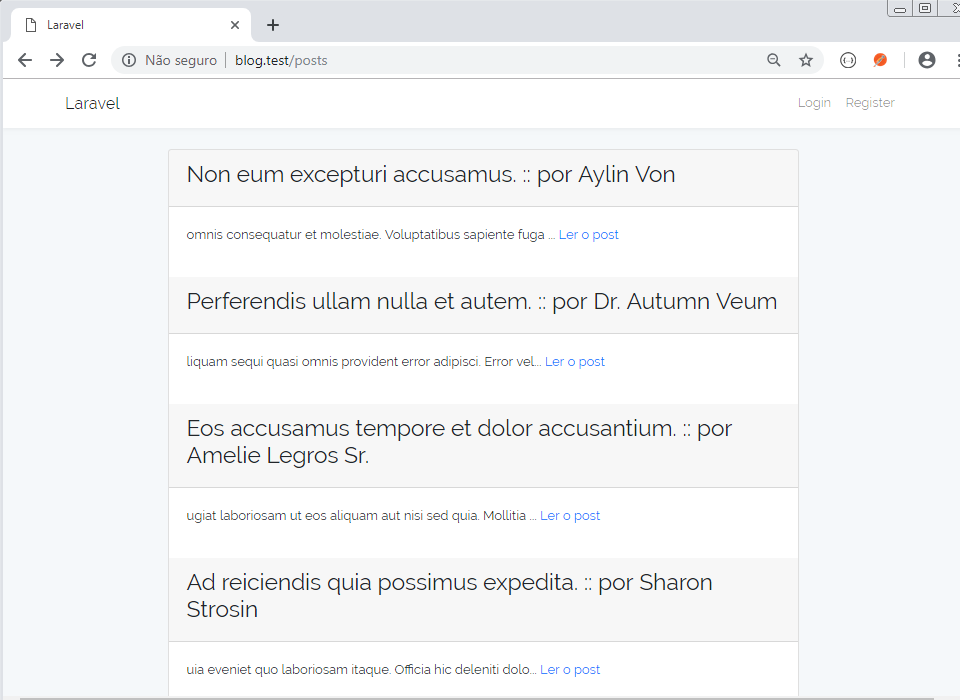 Laravel
Não seguro
blog.test/posts
Laravel
Login
Register
Non eum excepturi accusamus. :: por Aylin Von
omnis consequatur et molestiae. Voluptatibus sapiente fuga ... Ler o post
Perferendis ullam nulla et autem. :: por Dr. Autumn Veum
liquam sequi quasi omnis provident error adipisci. Error vel... Ler o post
Eos accusamus tempore et dolor accusantium. :: por
Amelie Legros Sr.
ugiat laboriosam ut eos aliquam aut nisi sed quia. Mollitia ... Ler o post
Ad reiciendis quia possimus expedita. :: por Sharon
Strosin
uia eveniet quo laboriosam itaque. Officia hic deleniti dolo... Ler o post